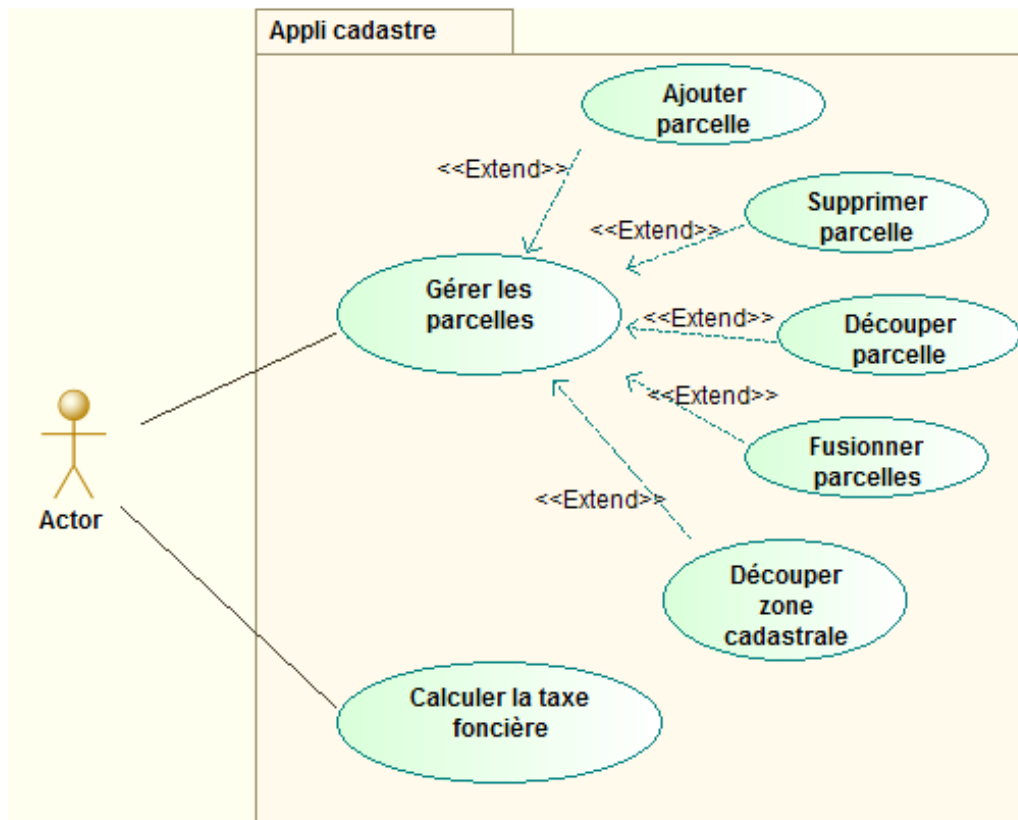 Appli cadastre
Ajouter
parcelle
<<Extend>>
Supprimer
parcelle
<<Extend>>
Gérer les
parcelles
<<Extend>>
Découper
parcelle
<<Extend>>
Fusionner
parcelles
<<Extend>>
Actor
Découper
zone
cadastrale
Calculer la taxe
foncière